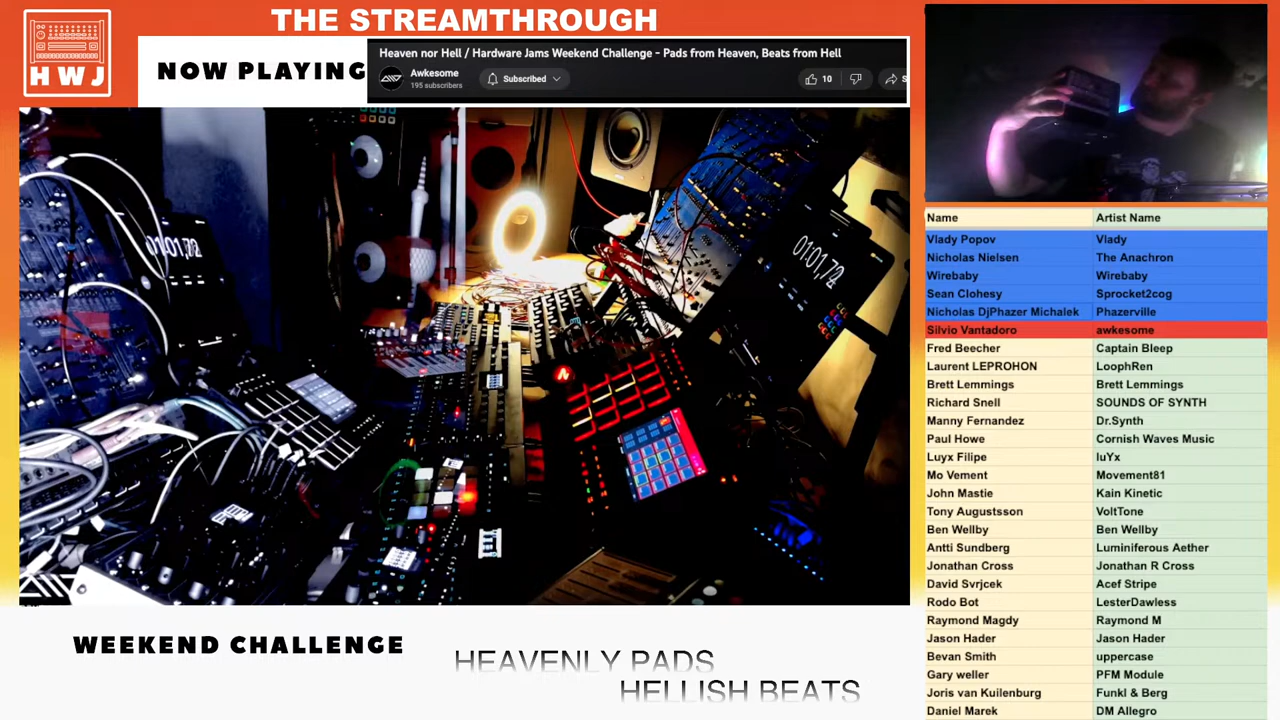 THE STREAMTHROUGH
HWJ
NOW PLAYING
Heaven nor Hell / Hardware Jams Weekend Challenge - Pads from Heaven, Beats from Hell
Awkesome
195 subscribers
Subscribed
10
S
01:01,72
01:01,72
WEEKEND CHALLENGE
HEAVENLY PADS
HELLISH BEATS
Name Artist Name
Vlady Popov Vlady
Nicholas Nielsen The Anachron
Wirebaby Wirebaby
Sean Clohesy Sprocket2cog
Nicholas DjPhazer Michalek Phazerville
Silvio Vantadoro awkesome
Fred Beecher Captain Bleep
Laurent LEPROHON LoophRen
Brett Lemmings Brett Lemmings
Richard Snell SOUNDS OF SYNTH
Manny Fernandez Dr.Synth
Paul Howe Cornish Waves Music
Luyx Filipe luYx
Mo Vement Movement81
John Mastie Kain Kinetic
Tony Augustsson VoltTone
Ben Wellby Ben Wellby
Antti Sundberg Luminiferous Aether
Jonathan Cross Jonathan R Cross
David Svrjcek Acef Stripe
Rodo Bot LesterDawless
Raymond Magdy Raymond M
Jason Hader Jason Hader
Bevan Smith uppercase
Gary weller PFM Module
Joris van Kuilenburg Funkl & Berg
Daniel Marek DM Allegro